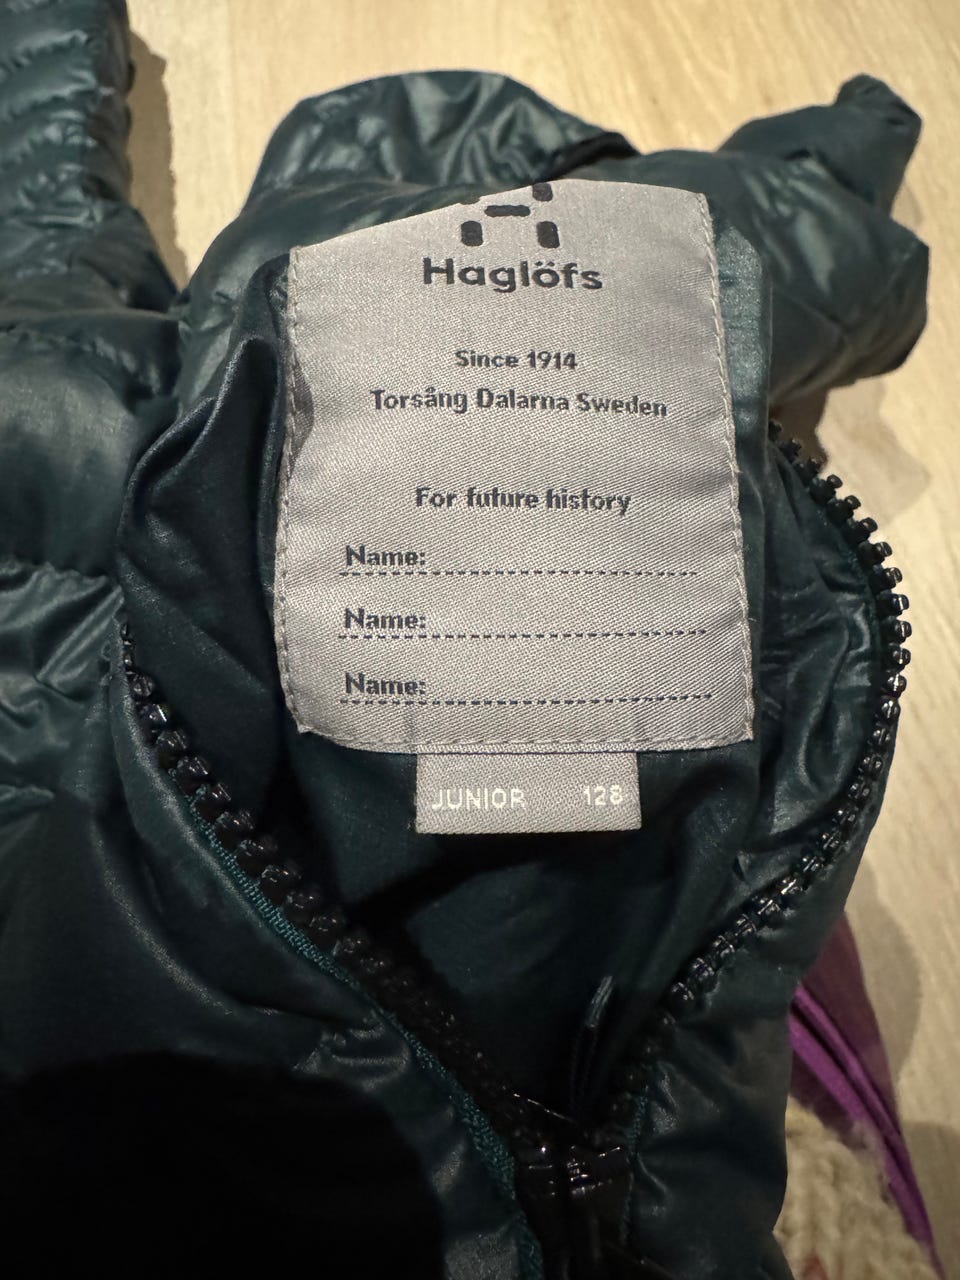 Haglöfs
Since 1914
Torsång Dalarna Sweden
For future history
Name:
Name:
Name:
JUNIOR 128